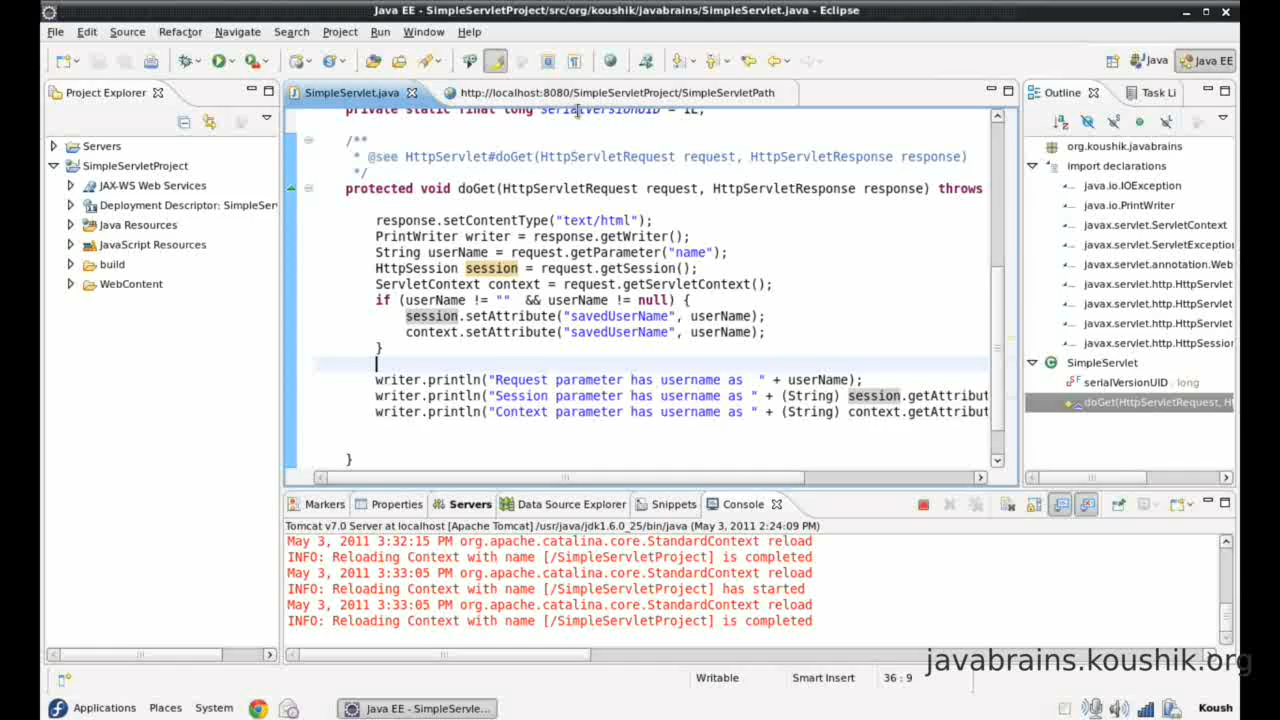 Java EE - SimpleServletProject/src/org/koushik/javabrains/SimpleServlet.java - Eclipse
File Edit Source Refactor Navigate Search Project Run Window Help
Java Java EE
Project Explorer
SimpleServlet.java
http://localhost:8080/SimpleServletProject/SimpleServletPath
Outline
Task Li
Servers
SimpleServletProject
JAX-WS Web Services
Deployment Descriptor: SimpleSer
Java Resources
JavaScript Resources
build
WebContent
private static final long serialVersionUID = 1L;
/**
* @see HttpServlet#doGet(HttpServletRequest request, HttpServletResponse response)
*/
protected void doGet(HttpServletRequest request, HttpServletResponse response) throws
response.setContentType("text/html");
PrintWriter writer = response.getWriter();
String userName = request.getParameter("name");
HttpSession session = request.getSession();
ServletContext context = request.getServletContext();
if (userName != "" && userName != null) {
session.setAttribute("savedUserName", userName);
context.setAttribute("savedUserName", userName);
}
writer.println("Request parameter has username as  " + userName);
writer.println("Session parameter has username as " + (String) session.getAttribut
writer.println("Context parameter has username as " + (String) context.getAttribut
}
org.koushik.javabrains
import declarations
java.io.IOException
java.io.PrintWriter
javax.servlet.ServletContext
javax.servlet.ServletExceptio
javax.servlet.annotation.Web
javax.servlet.http.HttpServlet
javax.servlet.http.HttpServlet
javax.servlet.http.HttpServlet
javax.servlet.http.HttpSessio
SimpleServlet
serialVersionUID : long
doGet(HttpServletRequest, Ht
Markers Properties Servers Data Source Explorer Snippets Console
Tomcat v7.0 Server at localhost [Apache Tomcat] /usr/java/jdk1.6.0_25/bin/java (May 3, 2011 2:24:09 PM)
May 3, 2011 3:32:15 PM org.apache.catalina.core.StandardContext reload
INFO: Reloading Context with name [/SimpleServletProject] is completed
May 3, 2011 3:33:05 PM org.apache.catalina.core.StandardContext reload
INFO: Reloading Context with name [/SimpleServletProject] has started
May 3, 2011 3:33:05 PM org.apache.catalina.core.StandardContext reload
INFO: Reloading Context with name [/SimpleServletProject] is completed
javabrains.koushik.org
Writable Smart Insert 36 : 9
Applications Places System Java EE - SimpleServle... Koush